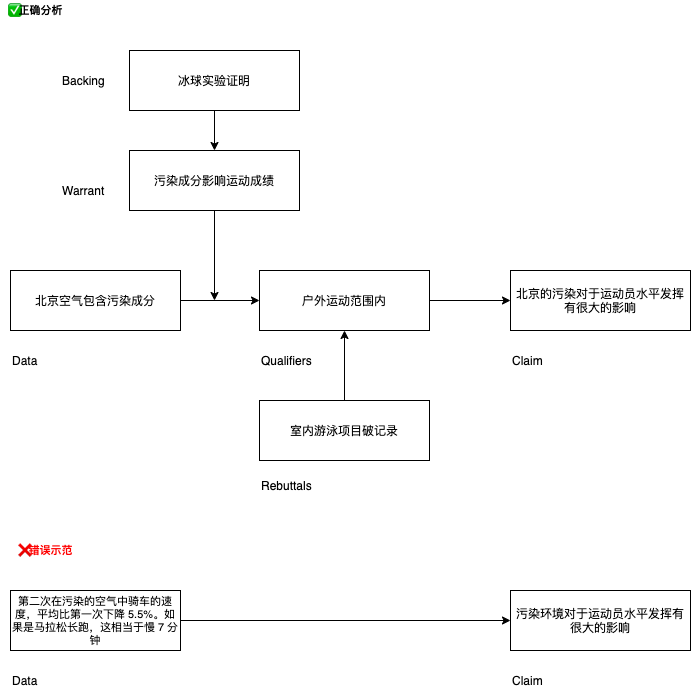 ✅正确分析
Backing
冰球实验证明
Warrant
污染成分影响运动成绩
北京空气包含污染成分
户外运动范围内
北京的污染对于运动员水平发挥
有很大的影响
Data
Qualifiers
Claim
室内游泳项目破记录
Rebuttals
❌错误示范
第二次在污染的空气中骑车的速
度，平均比第一次下降 5.5%。如
果是马拉松长跑，这相当于慢 7 分
钟
污染环境对于运动员水平发挥有
很大的影响
Data
Claim